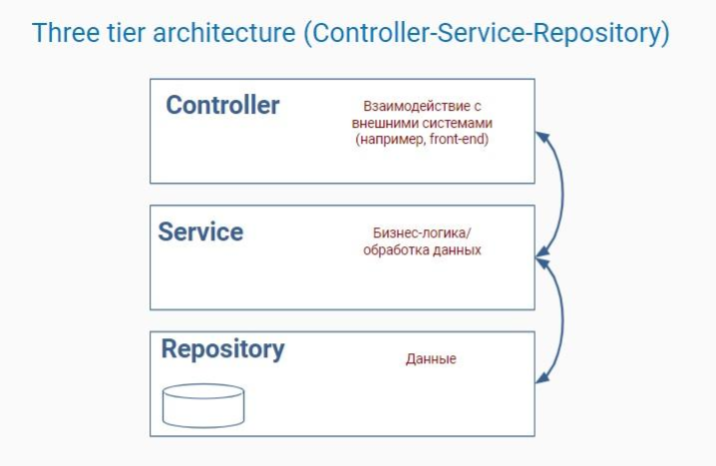 Three tier architecture (Controller-Service-Repository)
Controller
Взаимодействие с
внешними системами
(например, front-end)
Service
Бизнес-логика/
обработка данных
Repository
Данные